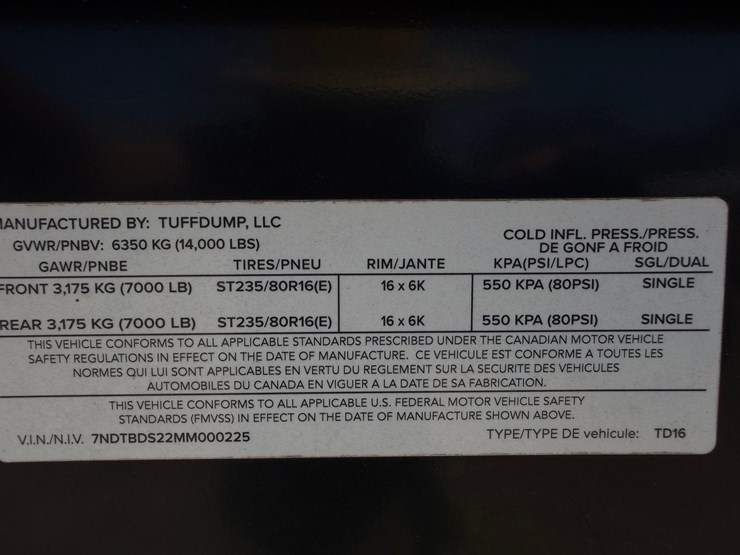 MANUFACTURED BY: TUFFDUMP, LLC
GVWR/PNBV: 6350 KG (14,000 LBS)
COLD INFL. PRESS./PRESS.
DE GONF A FROID
GAWR/PNBE TIRES/PNEU RIM/JANTE KPA(PSI/LPC) SGL/DUAL
FRONT 3,175 KG (7000 LB) ST235/80R16(E) 16 x 6K 550 KPA (80PSI) SINGLE
REAR 3,175 KG (7000 LB) ST235/80R16(E) 16 x 6K 550 KPA (80PSI) SINGLE
THIS VEHICLE CONFORMS TO ALL APPLICABLE STANDARDS PRESCRIBED UNDER THE CANADIAN MOTOR VEHICLE
SAFETY REGULATIONS IN EFFECT ON THE DATE OF MANUFACTURE. CE VEHICULE EST CONFORME A TOUTES LES
NORMES QUI LUI SONT APPLICABLES EN VERTU DU REGLEMENT SUR LA SECURITE DES VEHICULES
AUTOMOBILES DU CANADA EN VIGUER A LA DATE DE SA FABRICATION.
THIS VEHICLE CONFORMS TO ALL APPLICABLE U.S. FEDERAL MOTOR VEHICLE SAFETY
STANDARDS (FMVSS) IN EFFECT ON THE DATE OF MANUFACTURE SHOWN ABOVE.
V.I.N./N.I.V. 7NDTBDS22MM000225 TYPE/TYPE DE vehicule: TD16